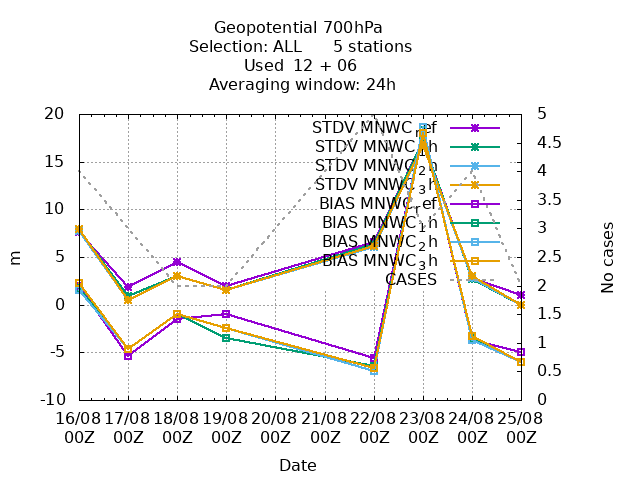 Geopotential 700hPa
Selection: ALL 5 stations
Used 12 + 06
Averaging window: 24h
STDV MNWC_ref
STDV MNWC_1h
STDV MNWC_2h
STDV MNWC_3h
BIAS MNWC_ref
BIAS MNWC_1h
BIAS MNWC_2h
BIAS MNWC_3h
CASES
20
15
10
5
0
-5
-10
m
5
4.5
4
3.5
3
2.5
2
1.5
1
0.5
0
No cases
16/08 17/08 18/08 19/08 20/08 21/08 22/08 23/08 24/08 25/08
00Z 00Z 00Z 00Z 00Z 00Z 00Z 00Z 00Z 00Z
Date